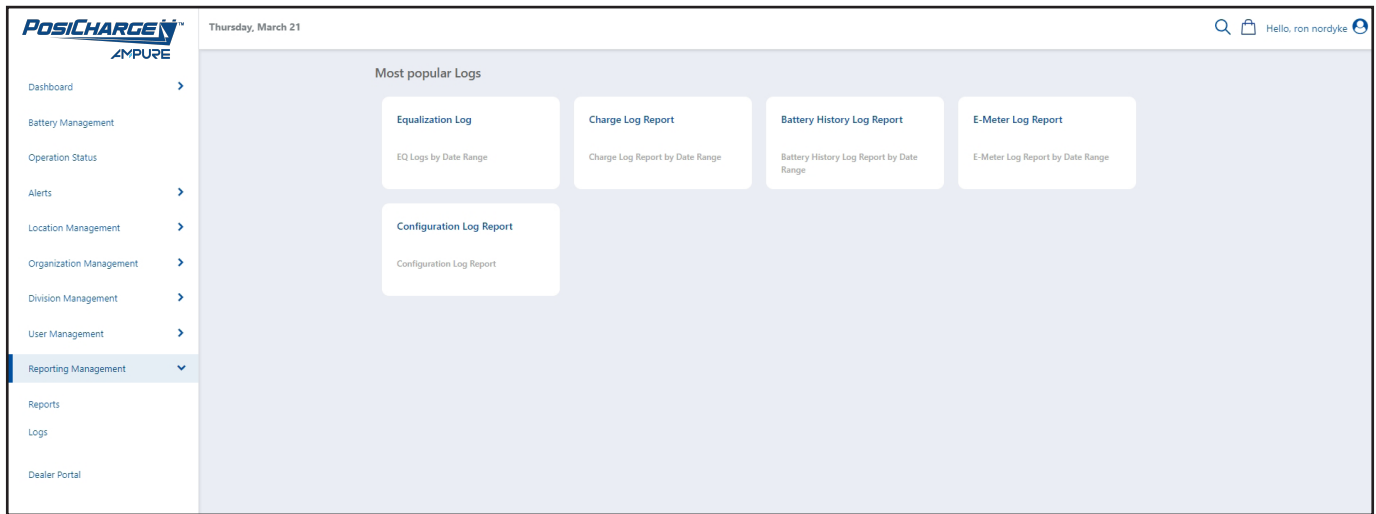 POSICHARGE™
AMPURE
Thursday, March 21
Hello, ron nordyke
Dashboard
Battery Management
Operation Status
Alerts
Location Management
Organization Management
Division Management
User Management
Reporting Management
Reports
Logs
Dealer Portal
Most popular Logs
Equalization Log
EQ Logs by Date Range
Charge Log Report
Charge Log Report by Date Range
Battery History Log Report
Battery History Log Report by Date
Range
E-Meter Log Report
E-Meter Log Report by Date Range
Configuration Log Report
Configuration Log Report